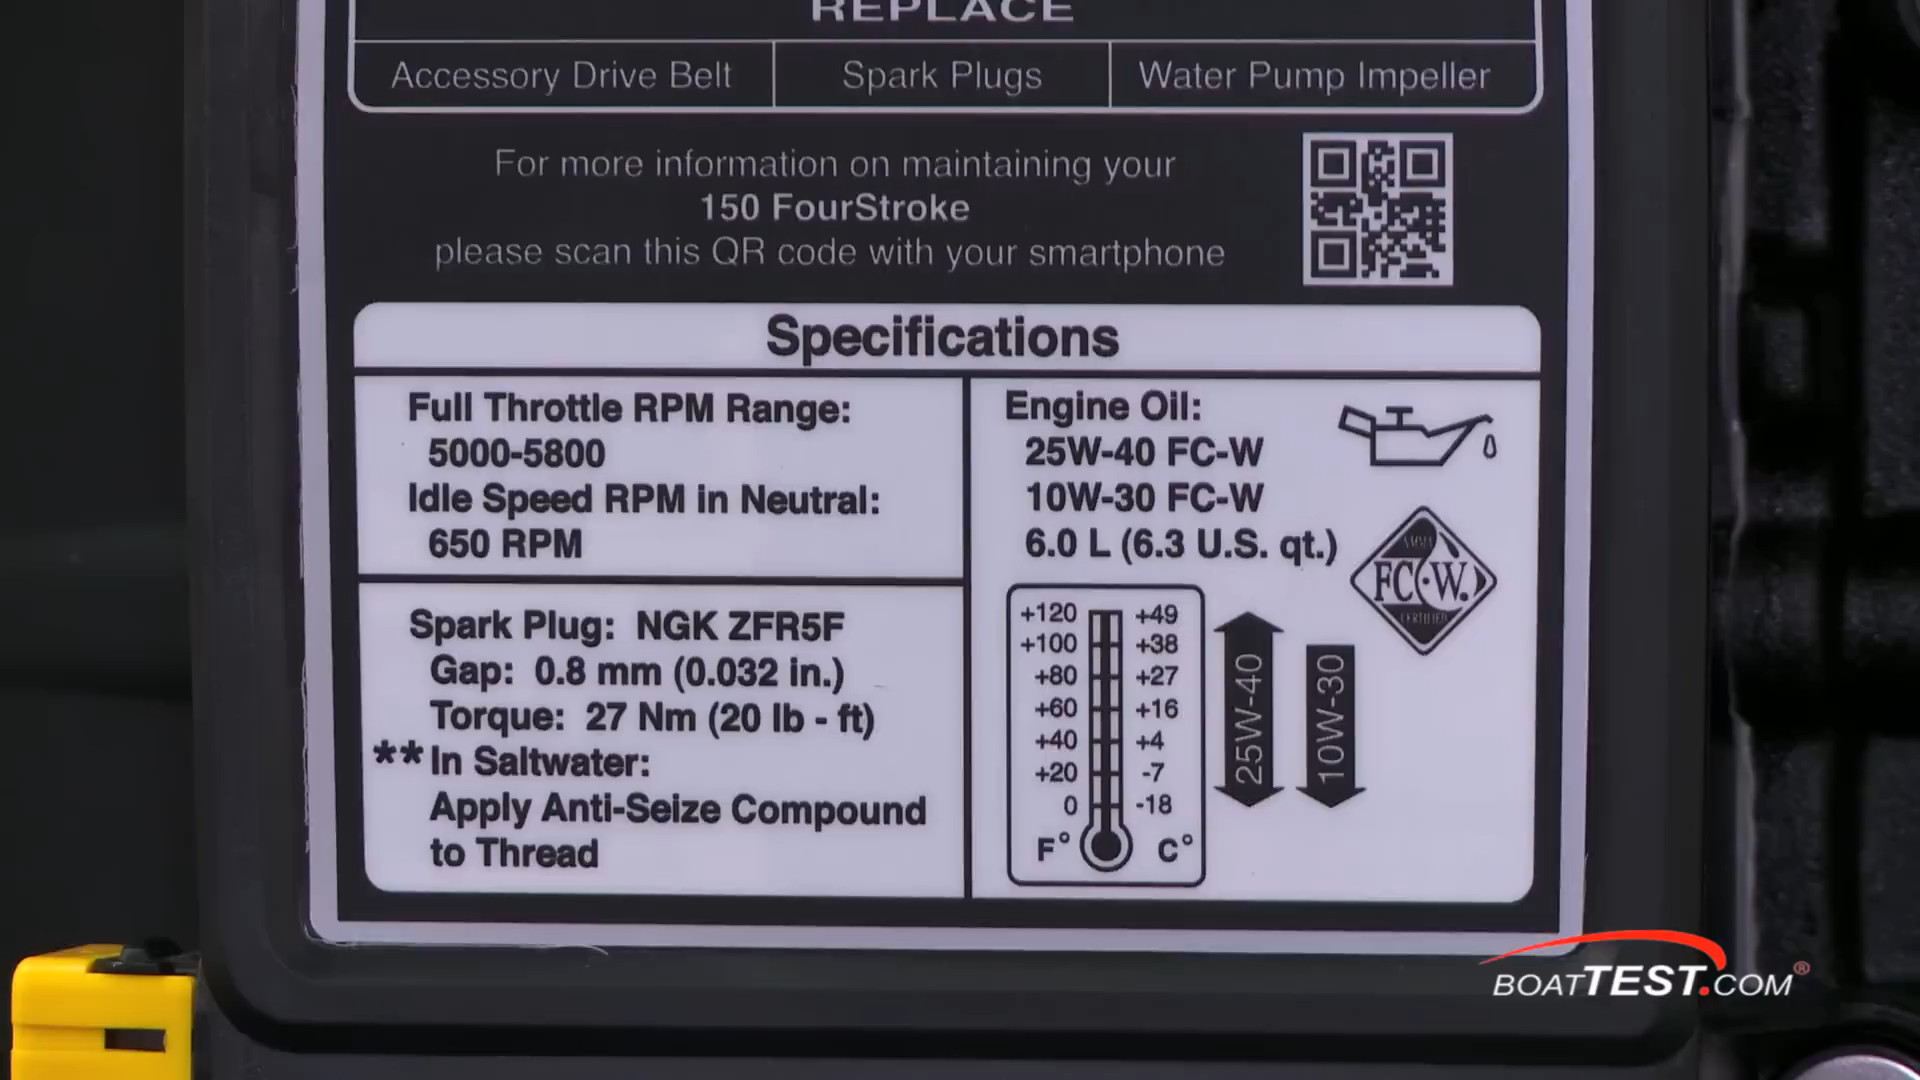 REPLACE
Accessory Drive Belt
Spark Plugs
Water Pump Impeller
For more information on maintaining your
150 FourStroke
please scan this QR code with your smartphone
Specifications
Full Throttle RPM Range:
5000-5800
Idle Speed RPM in Neutral:
650 RPM
Spark Plug: NGK ZFR5F
Gap: 0.8 mm (0.032 in.)
Torque: 27 Nm (20 lb - ft)
**In Saltwater:
Apply Anti-Seize Compound
to Thread
Engine Oil:
25W-40 FC-W
10W-30 FC-W
6.0 L (6.3 U.S. qt.)
FC-W.
CERTIFIED
+120 +49
+100 +38
+80 +27
+60 +16
+40 +4
+20 -7
0 -18
F° C°
25W-40
10W-30
BOATTEST.COM®